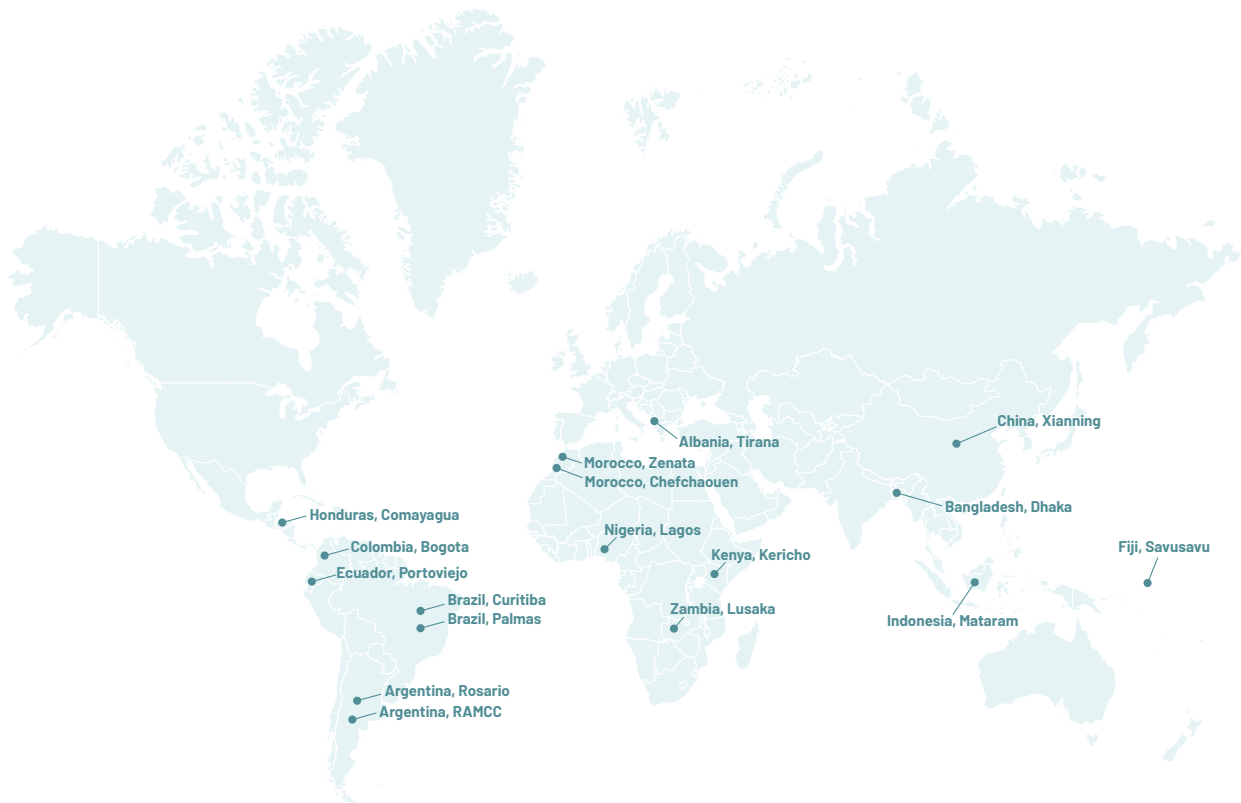 China, Xianning
Albania, Tirana
Morocco, Zenata
Morocco, Chefchaouen
Bangladesh, Dhaka
Honduras, Comayagua
Nigeria, Lagos
Colombia, Bogota
Kenya, Kericho
Fiji, Savusavu
Ecuador, Portoviejo
Brazil, Curitiba
Zambia, Lusaka
Brazil, Palmas
Indonesia, Mataram
Argentina, Rosario
Argentina, RAMCC